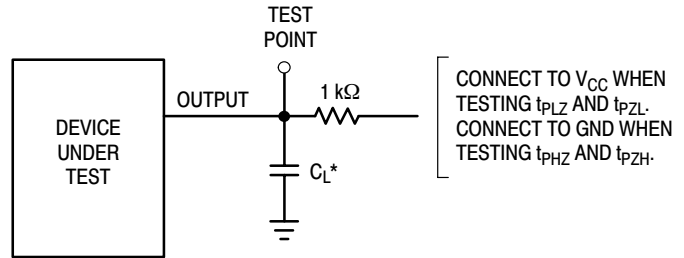 TEST
POINT
DEVICE
UNDER
TEST
OUTPUT
1 kΩ
C_L*
CONNECT TO V_CC WHEN
TESTING t_PLZ AND t_PZL.
CONNECT TO GND WHEN
TESTING t_PHZ AND t_PZH.